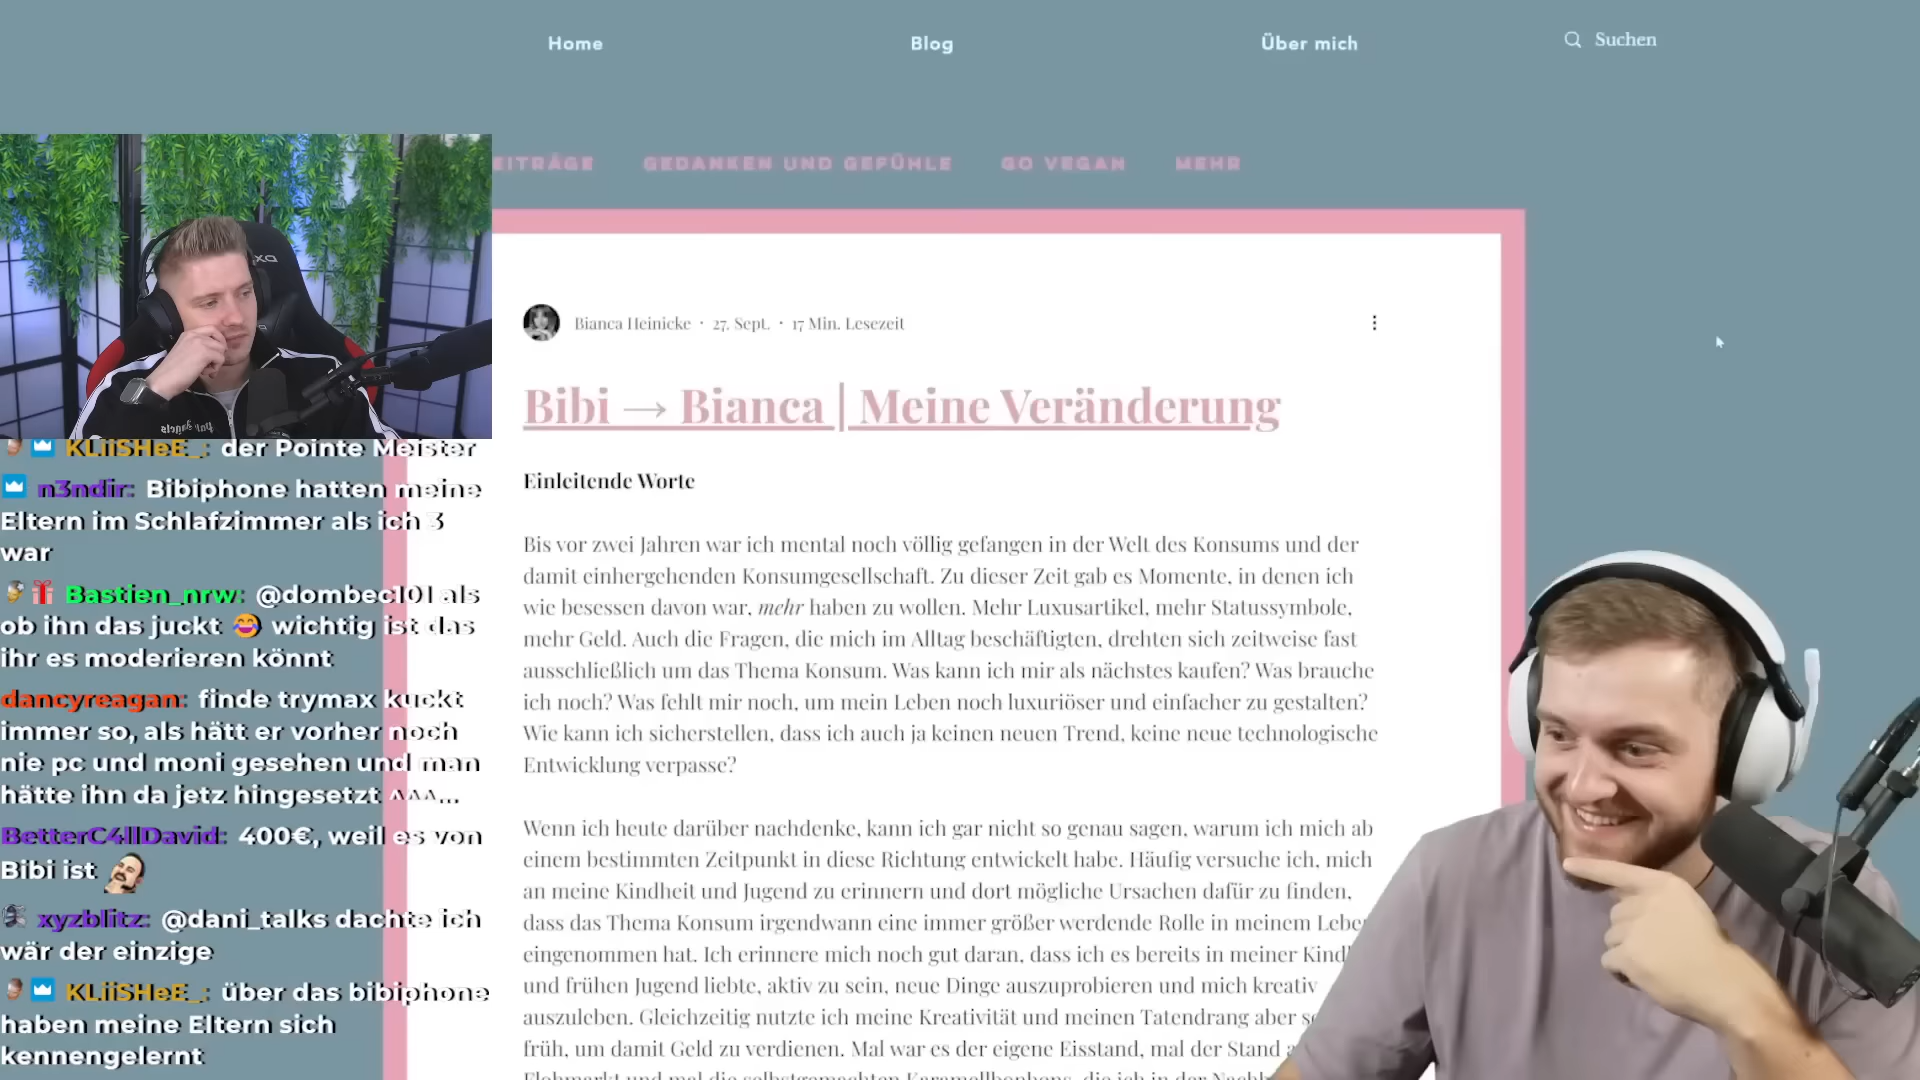 Home
Blog
Über mich
Suchen
EITRÄGE
GEDANKEN UND GEFÜHLE
GO VEGAN
MEHR
Bianca Heinicke · 27. Sept. · 17 Min. Lesezeit
Bibi → Bianca | Meine Veränderung
Einleitende Worte
Bis vor zwei Jahren war ich mental noch völlig gefangen in der Welt des Konsums und der
damit einhergehenden Konsumgesellschaft. Zu dieser Zeit gab es Momente, in denen ich
wie besessen davon war, mehr haben zu wollen. Mehr Luxusartikel, mehr Statussymbole,
mehr Geld. Auch die Fragen, die mich im Alltag beschäftigten, drehten sich zeitweise fast
ausschließlich um das Thema Konsum. Was kann ich mir als nächstes kaufen? Was brauche
ich noch? Was fehlt mir noch, um mein Leben noch luxuriöser und einfacher zu gestalten?
Wie kann ich sicherstellen, dass ich auch ja keinen neuen Trend, keine neue technologische
Entwicklung verpasse?
Wenn ich heute darüber nachdenke, kann ich gar nicht so genau sagen, warum ich mich ab
einem bestimmten Zeitpunkt in diese Richtung entwickelt habe. Häufig versuche ich, mich
an meine Kindheit und Jugend zu erinnern und dort mögliche Ursachen dafür zu finden,
dass das Thema Konsum irgendwann eine immer größer werdende Rolle in meinem Leben
eingenommen hat. Ich erinnere mich noch gut daran, dass ich es bereits in meiner Kind
und frühen Jugend liebte, aktiv zu sein, neue Dinge auszuprobieren und mich kreativ
auszuleben. Gleichzeitig nutzte ich meine Kreativität und meinen Tatendrang aber
früh, um damit Geld zu verdienen. Mal war es der eigene Eisstand, mal der Stand
Flohmarkt und mal die selbstgemachten Karamellbonbons, die ich in der
KLiiSHeE_: der Pointe Meister
n3ndir: Bibiphone hatten meine
Eltern im Schlafzimmer als ich 3
war
Bastien_nrw: @dombec101 als
ob ihn das juckt 😂 wichtig ist das
ihr es moderieren könnt
dancyreagan: finde trymax kuckt
immer so, als hätt er vorher noch
nie pc und moni gesehen und man
hätte ihn da jetz hingesetzt ^^^...
BetterC4llDavid: 400€, weil es von
Bibi ist
xyzblitz: @dani_talks dachte ich
wär der einzige
KLiiSHeE_: über das bibiphone
haben meine Eltern sich
kennengelernt